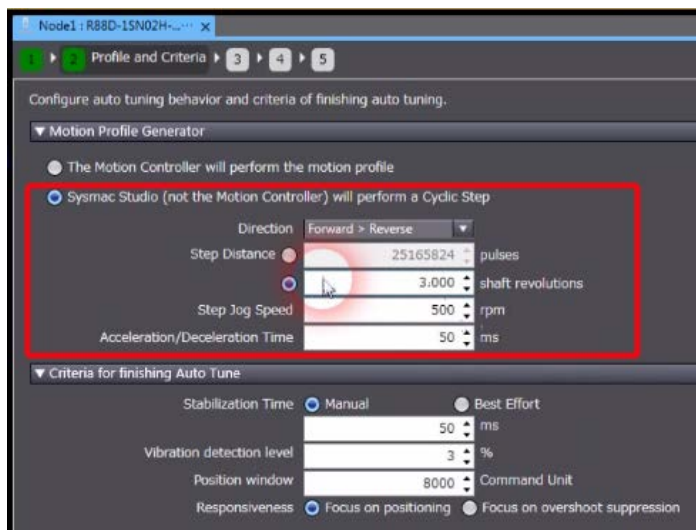 Node1 : R88D-1SN02H-...··· x
1 2 Profile and Criteria 3 4 5
Configure auto tuning behavior and criteria of finishing auto tuning.
Motion Profile Generator
The Motion Controller will perform the motion profile
Sysmac Studio (not the Motion Controller) will perform a Cyclic Step
Direction Forward > Reverse
Step Distance 25165824 pulses
3.000 shaft revolutions
Step Jog Speed 500 rpm
Acceleration/Deceleration Time 50 ms
Criteria for finishing Auto Tune
Stabilization Time Manual Best Effort
50 ms
Vibration detection level 3 %
Position window 8000 Command Unit
Responsiveness Focus on positioning Focus on overshoot suppression